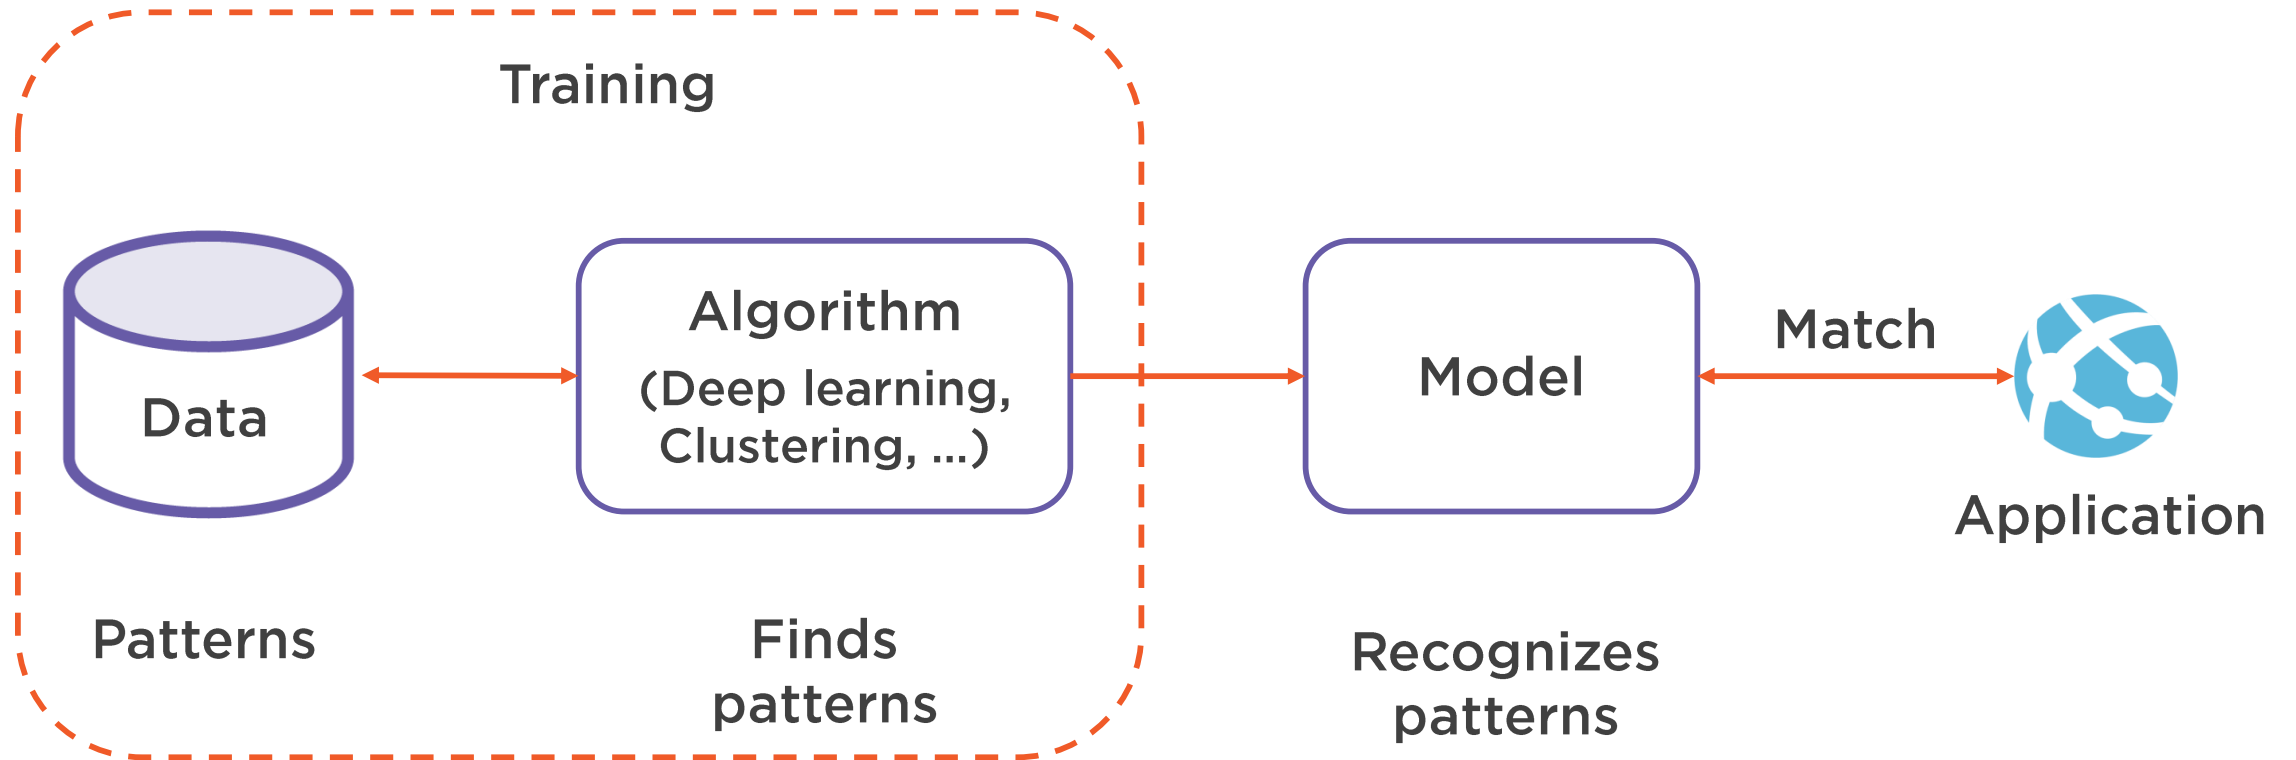 Training
Data
Algorithm
(Deep learning,
Clustering, ...)
Model
Match
Application
Patterns
Finds
patterns
Recognizes
patterns